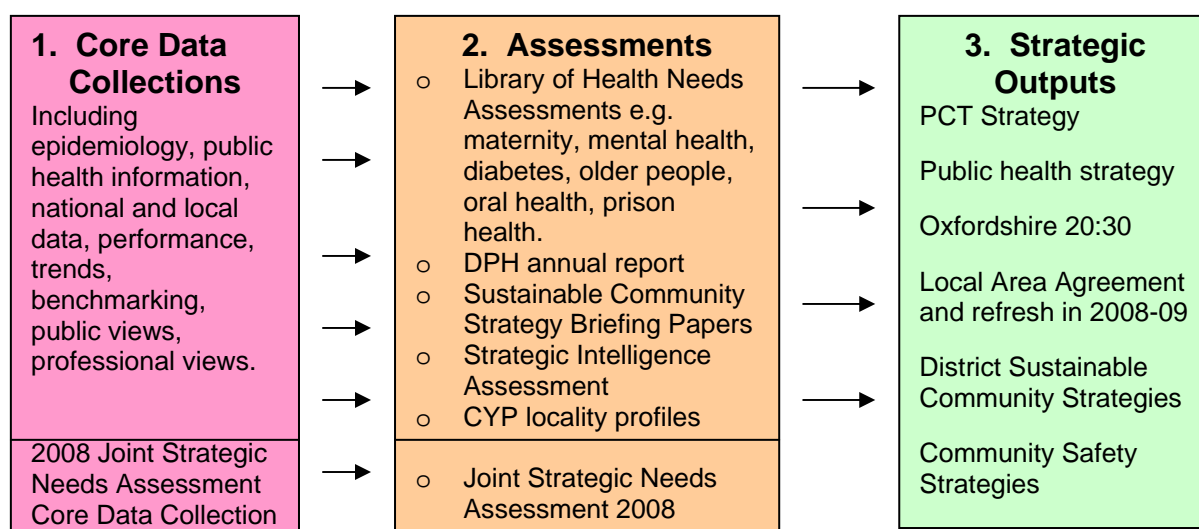 1. Core Data
Collections
Including
epidemiology, public
health information,
national and local
data, performance,
trends,
benchmarking,
public views,
professional views.
2008 Joint Strategic
Needs Assessment
Core Data Collection
2. Assessments
o Library of Health Needs
Assessments e.g.
maternity, mental health,
diabetes, older people,
oral health, prison
health.
o DPH annual report
o Sustainable Community
Strategy Briefing Papers
o Strategic Intelligence
Assessment
o CYP locality profiles
o Joint Strategic Needs
Assessment 2008
3. Strategic
Outputs
PCT Strategy
Public health strategy
Oxfordshire 20:30
Local Area Agreement
and refresh in 2008-09
District Sustainable
Community Strategies
Community Safety
Strategies